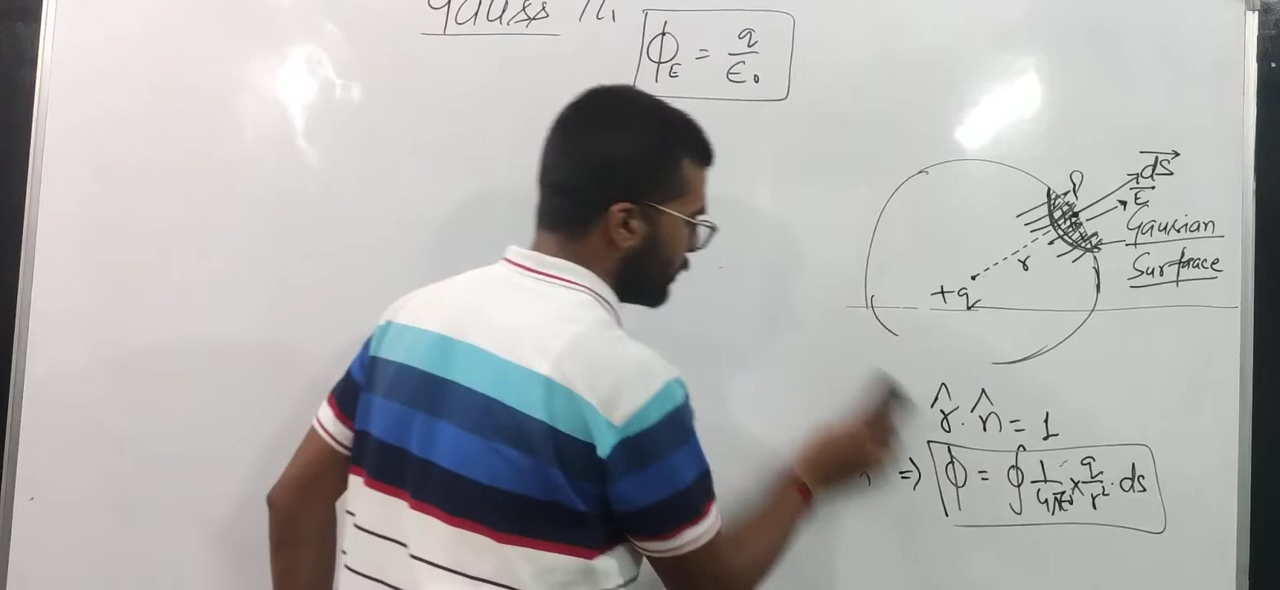 Gauss
ϕ_E = q/ϵ₀
P
→ds
→E
Gaussian
Surface
r
+q
r̂.n̂ = 1
=> ϕ = ∮ 1/4πϵ₀ × q/r² . ds